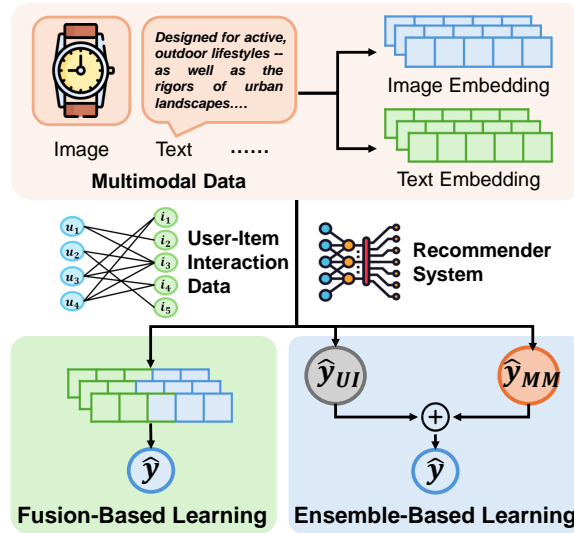 Designed for active,
outdoor lifestyles --
as well as the
rigors of urban
landscapes....
Image Embedding
Image
Text
......
Text Embedding
Multimodal Data
u₁
u₂
u₃
u₄
i₁
i₂
i₃
i₄
i₅
User-Item
Interaction
Data
Recommender
System
ŷ_UI
ŷ_MM
+
ŷ
ŷ
Fusion-Based Learning
Ensemble-Based Learning